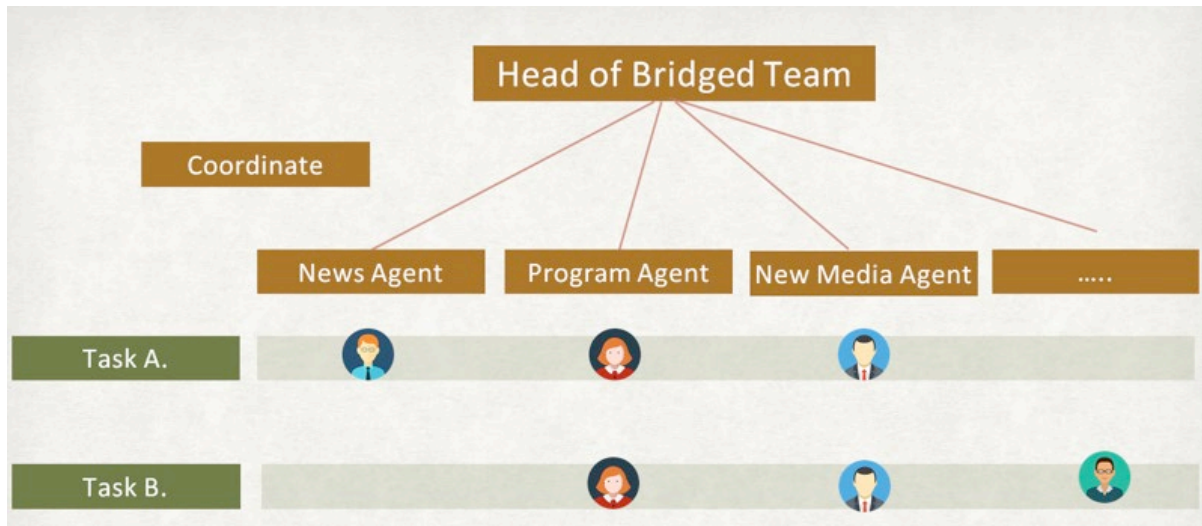 Head of Bridged Team
Coordinate
News Agent
Program Agent
New Media Agent
.....
Task A.
Task B.